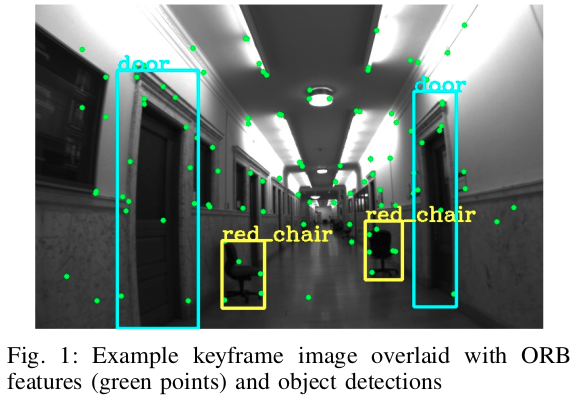 door
door
red_chair
red_chair
Fig. 1: Example keyframe image overlaid with ORB
features (green points) and object detections